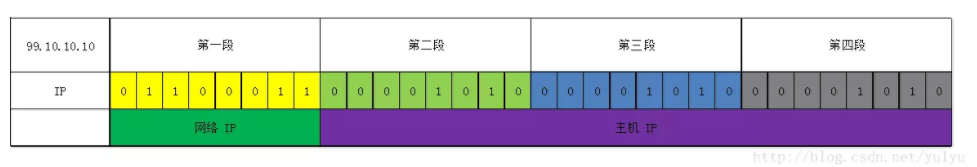 99.10.10.10 第一段 第二段 第三段 第四段
IP 0 1 1 0 0 0 1 1 0 0 0 0 1 0 1 0 0 0 0 0 1 0 1 0 0 0 0 0 1 0 1 0
网络 IP 主机 IP
http://blog.csdn.net/yulyu